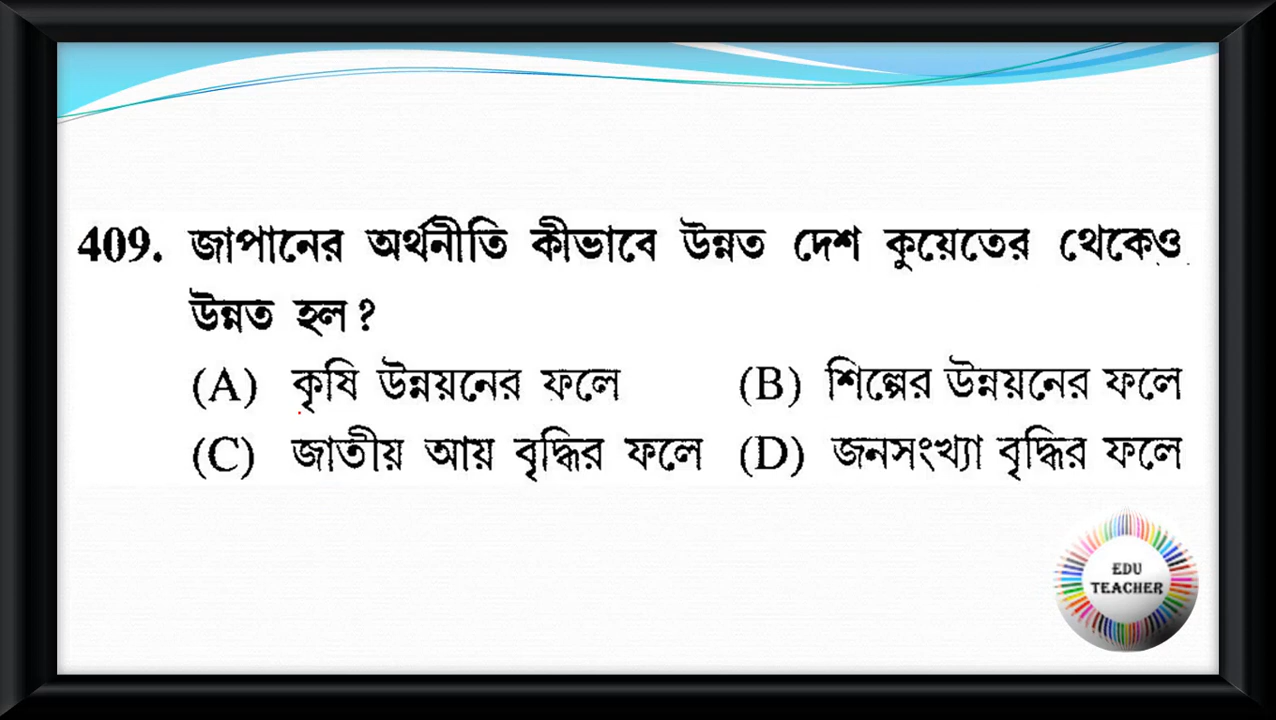 409. জাপানের অর্থনীতি কীভাবে উন্নত দেশ কুয়েতের থেকেও
উন্নত হল?
(A) কৃষি উন্নয়নের ফলে (B) শিল্পের উন্নয়নের ফলে
(C) জাতীয় আয় বৃদ্ধির ফলে (D) জনসংখ্যা বৃদ্ধির ফলে
EDU
TEACHER